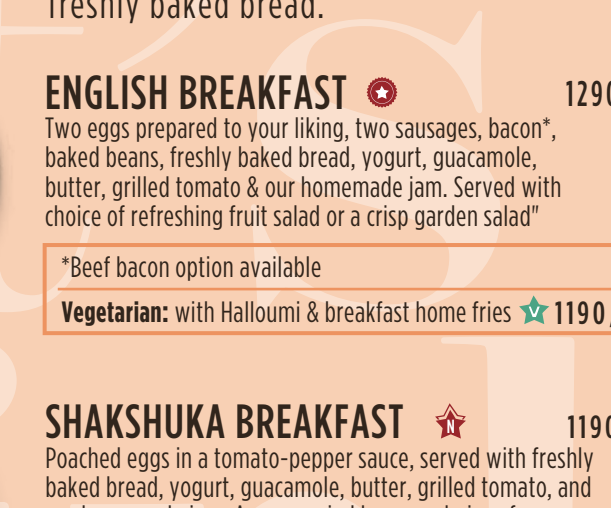 freshly baked bread.
ENGLISH BREAKFAST 1290
Two eggs prepared to your liking, two sausages, bacon*,
baked beans, freshly baked bread, yogurt, guacamole,
butter, grilled tomato & our homemade jam. Served with
choice of refreshing fruit salad or a crisp garden salad"
*Beef bacon option available
Vegetarian: with Halloumi & breakfast home fries V 1190
SHAKSHUKA BREAKFAST N 1190
Poached eggs in a tomato-pepper sauce, served with freshly
baked bread, yogurt, guacamole, butter, grilled tomato, and